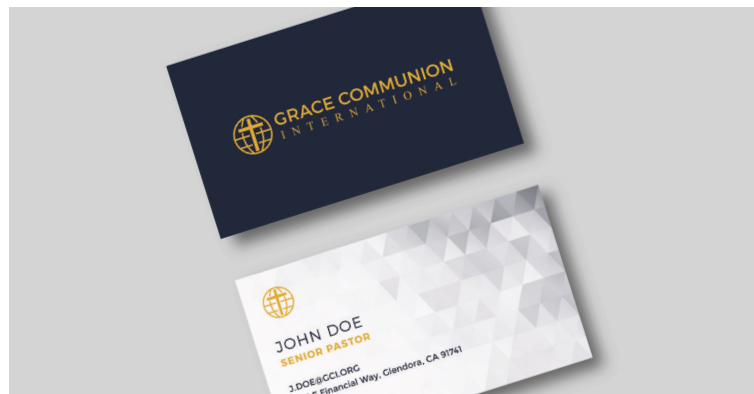 GRACE COMMUNION
INTERNATIONAL
JOHN DOE
SENIOR PASTOR
J.DOE@GCI.ORG
Financial Way, Glendora, CA 91741